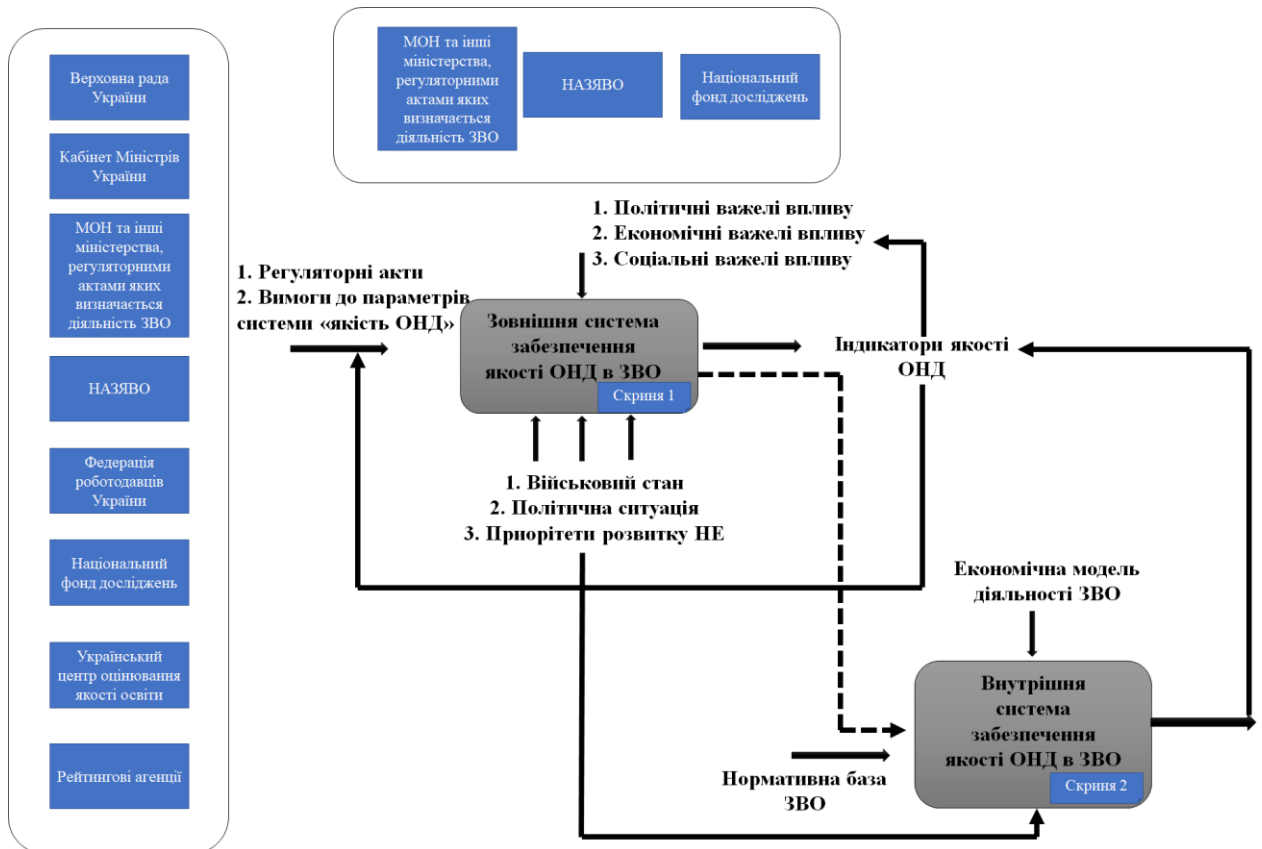 Верховна рада
України
Кабінет Міністрів
України
МОН та інші
міністерства,
регуляторними
актами яких
визначається
діяльність ЗВО
НАЗЯВО
Федерація
роботодавців
України
Національний
фонд досліджень
Український
центр оцінювання
якості освіти
Рейтингові агенції
МОН та інші
міністерства,
регуляторними
актами яких
визначається
діяльність ЗВО
НАЗЯВО
Національний
фонд досліджень
1. Політичні важелі впливу
2. Економічні важелі впливу
3. Соціальні важелі впливу
1. Регуляторні акти
2. Вимоги до параметрів
системи «якість ОНД»
Зовнішня система
забезпечення
якості ОНД в ЗВО
Скриня 1
Індикатори якості
ОНД
1. Військовий стан
2. Політична ситуація
3. Приорітети розвитку НЕ
Економічна модель
діяльності ЗВО
Внутрішня
система
забезпечення
якості ОНД в ЗВО
Скриня 2
Нормативна база
ЗВО